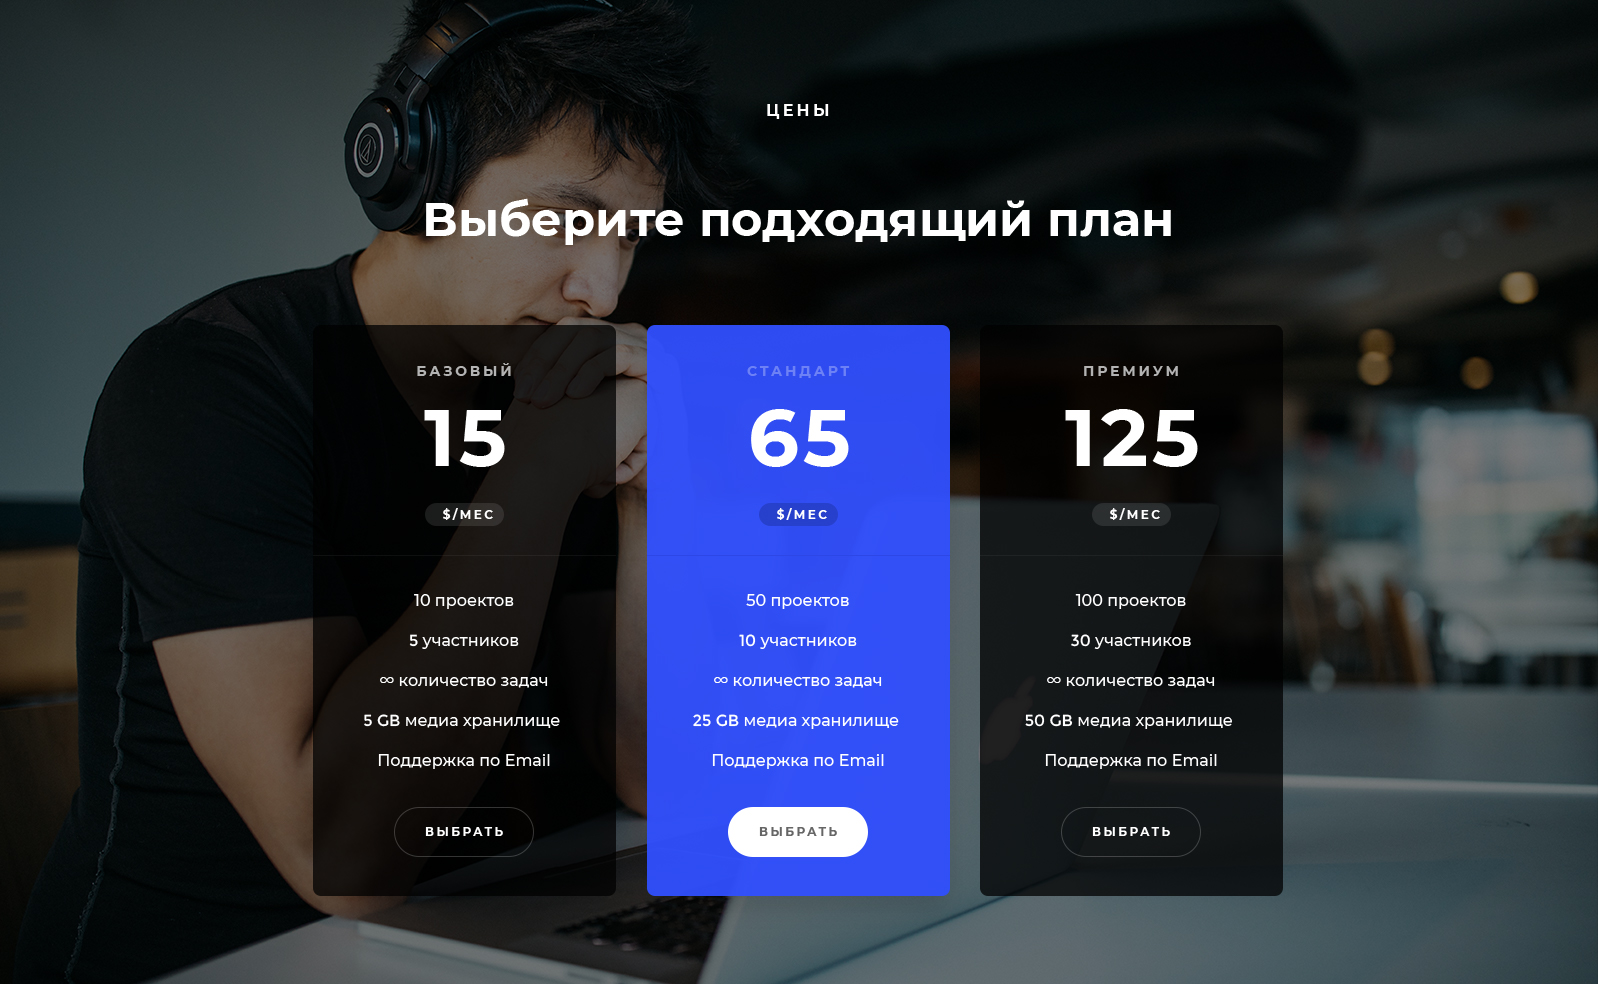 ЦЕНЫ
Выберите подходящий план
БАЗОВЫЙ
15
$/МЕС
10 проектов
5 участников
∞ количество задач
5 GB медиа хранилище
Поддержка по Email
ВЫБРАТЬ
СТАНДАРТ
65
$/МЕС
50 проектов
10 участников
∞ количество задач
25 GB медиа хранилище
Поддержка по Email
ВЫБРАТЬ
ПРЕМИУМ
125
$/МЕС
100 проектов
30 участников
∞ количество задач
50 GB медиа хранилище
Поддержка по Email
ВЫБРАТЬ